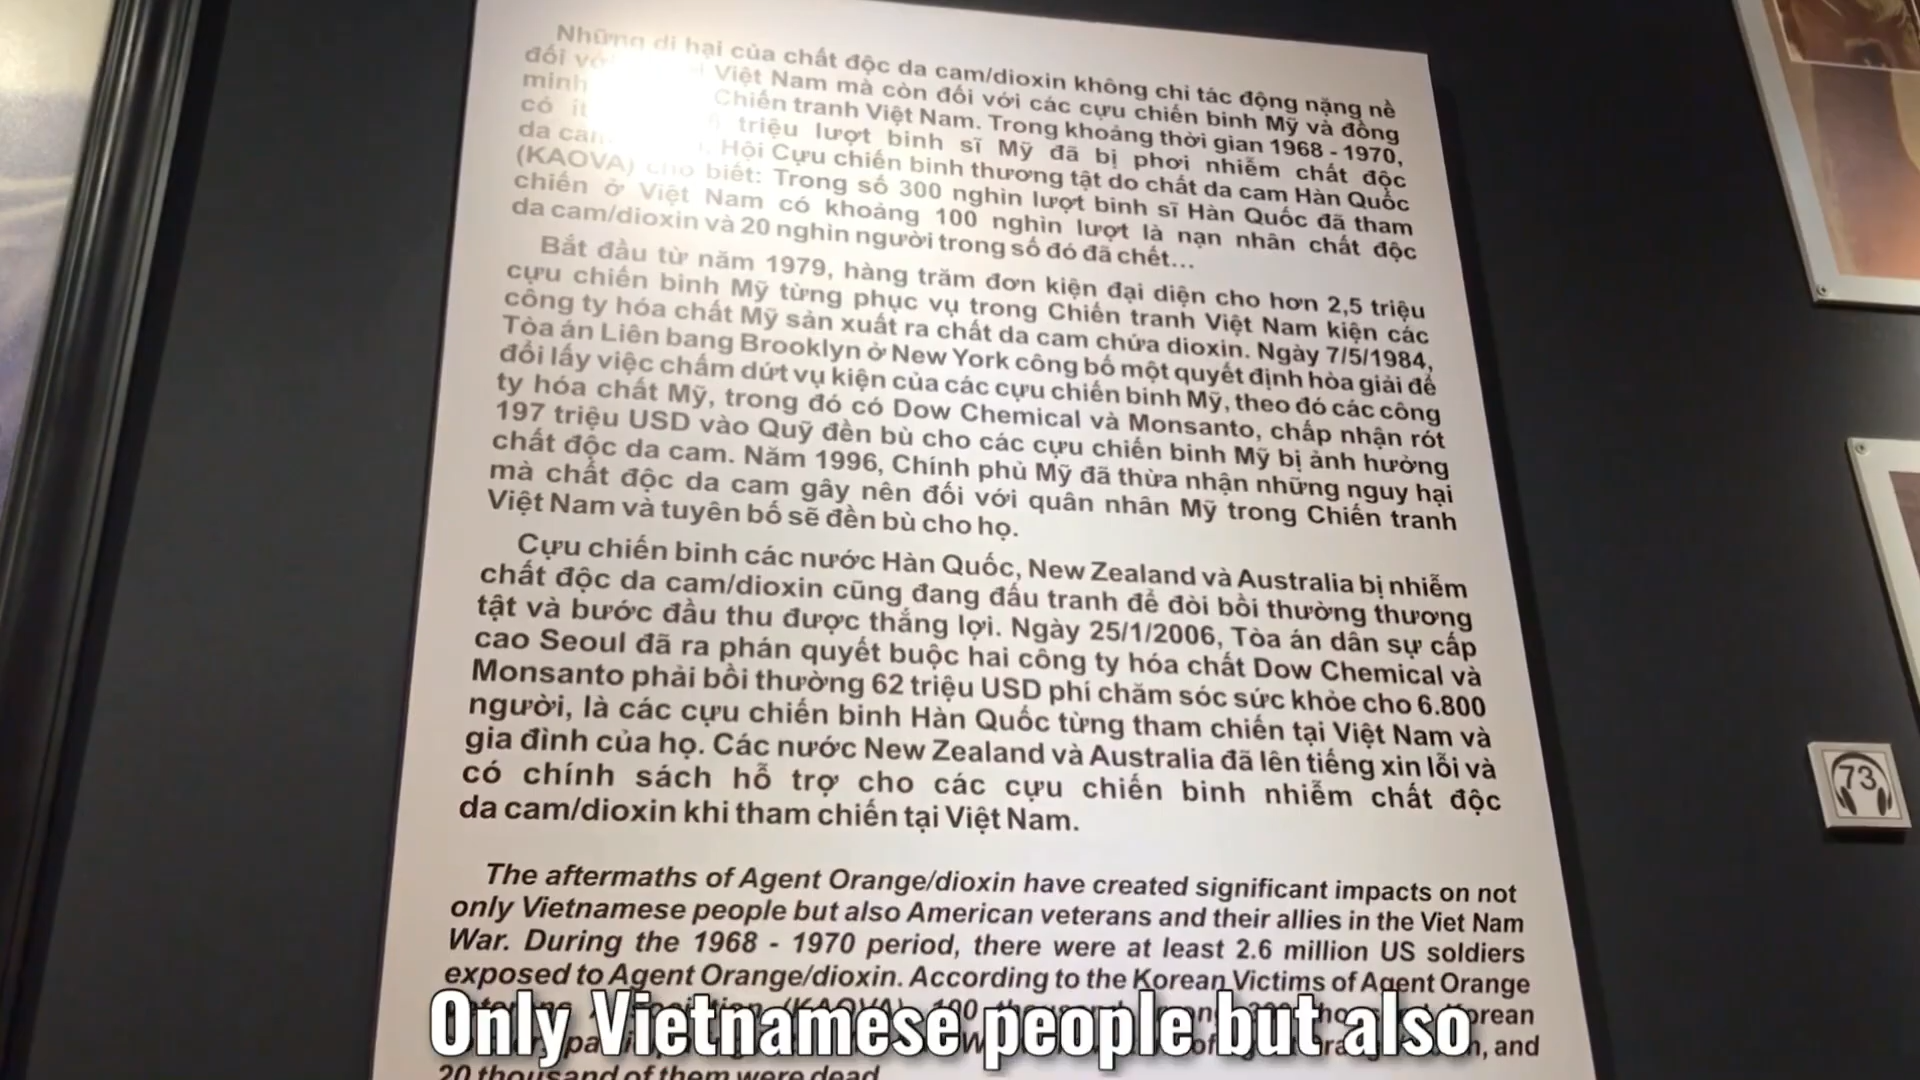 Những di hại của chất độc da cam/dioxin không chỉ tác động nặng nề
đối Việt Nam mà còn đối với các cựu chiến binh Mỹ và đồng
minh Chiến tranh Việt Nam. Trong khoảng thời gian 1968 - 1970,
có ít triệu lượt binh sĩ Mỹ đã bị phơi nhiễm chất độc
da Hội Cựu chiến binh thương tật do chất da cam Hàn Quốc
(KAOVA) cho biết: Trong số 300 nghìn lượt binh sĩ Hàn Quốc đã tham
chiến ở Việt Nam có khoảng 100 nghìn lượt là nạn nhân chất độc
da cam/dioxin và 20 nghìn người trong số đó đã chết...
Bắt đầu từ năm 1979, hàng trăm đơn kiện đại diện cho hơn 2,5 triệu
cựu chiến binh Mỹ từng phục vụ trong Chiến tranh Việt Nam kiện các
công ty hóa chất Mỹ sản xuất ra chất da cam chứa dioxin. Ngày 7/5/1984,
Tòa án Liên bang Brooklyn ở New York công bố một quyết định hòa giải để
đổi lấy việc chấm dứt vụ kiện của các cựu chiến binh Mỹ, theo đó các công
ty hóa chất Mỹ, trong đó có Dow Chemical và Monsanto, chấp nhận rót
197 triệu USD vào Quỹ đền bù cho các cựu chiến binh Mỹ bị ảnh hưởng
chất độc da cam. Năm 1996, Chính phủ Mỹ đã thừa nhận những nguy hại
mà chất độc da cam gây nên đối với quân nhân Mỹ trong Chiến tranh
Việt Nam và tuyên bố sẽ đền bù cho họ.
Cựu chiến binh các nước Hàn Quốc, New Zealand và Australia bị nhiễm
chất độc da cam/dioxin cũng đang đấu tranh để đòi bồi thường thương
tật và bước đầu thu được thắng lợi. Ngày 25/1/2006, Tòa án dân sự cấp
cao Seoul đã ra phán quyết buộc hai công ty hóa chất Dow Chemical và
Monsanto phải bồi thường 62 triệu USD phí chăm sóc sức khỏe cho 6.800
người, là các cựu chiến binh Hàn Quốc từng tham chiến tại Việt Nam và
gia đình của họ. Các nước New Zealand và Australia đã lên tiếng xin lỗi và
có chính sách hỗ trợ cho các cựu chiến binh nhiễm chất độc
da cam/dioxin khi tham chiến tại Việt Nam.
The aftermaths of Agent Orange/dioxin have created significant impacts on not
only Vietnamese people but also American veterans and their allies in the Viet Nam
War. During the 1968 - 1970 period, there were at least 2.6 million US soldiers
exposed to Agent Orange/dioxin. According to the Korean Victims of Agent Orange
and
20 thousand of them were dead
Only Vietnamese people but also
73